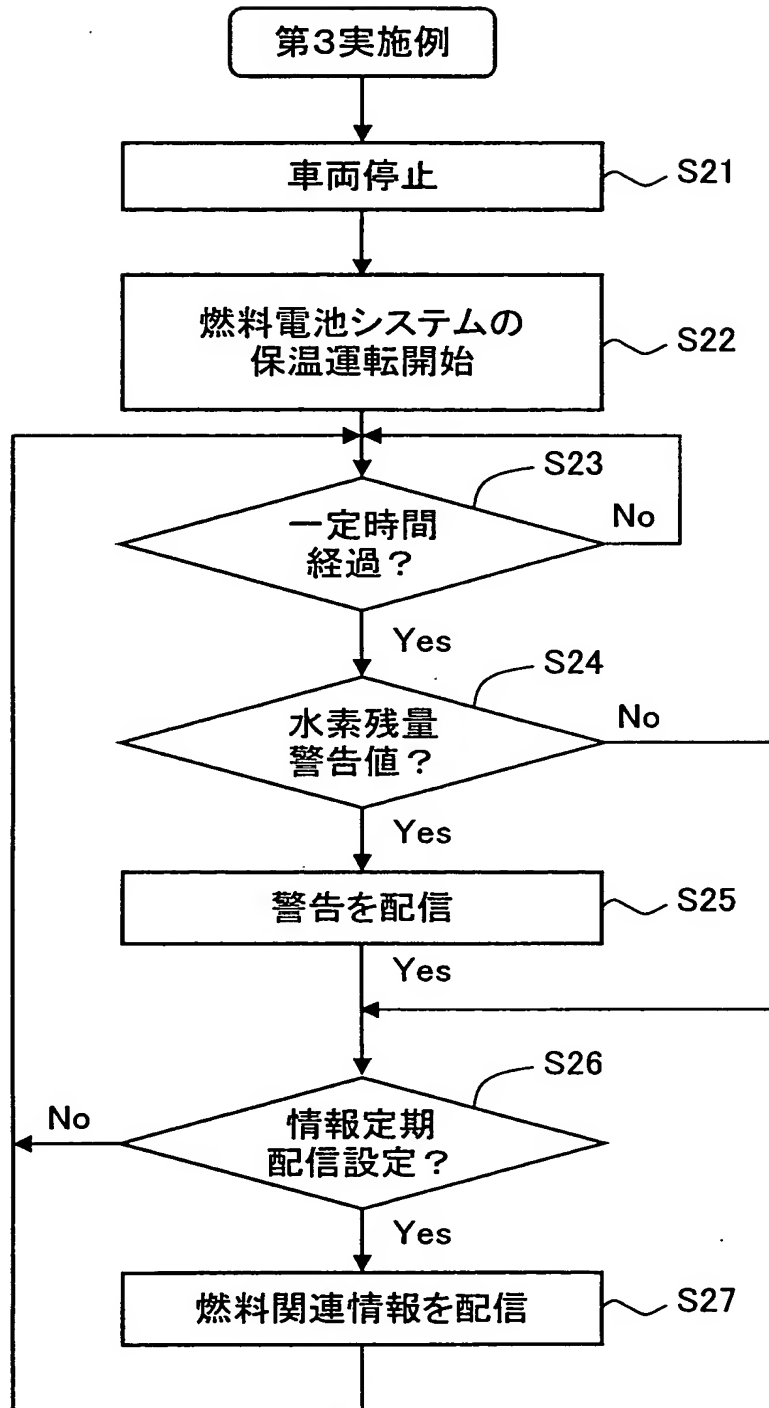 第3実施例
車両停止
S21
燃料電池システムの
保温運転開始
S22
S23
一定時間
経過？
No
Yes
S24
水素残量
警告値？
No
Yes
警告を配信
S25
Yes
S26
No
情報定期
配信設定？
Yes
燃料関連情報を配信
S27